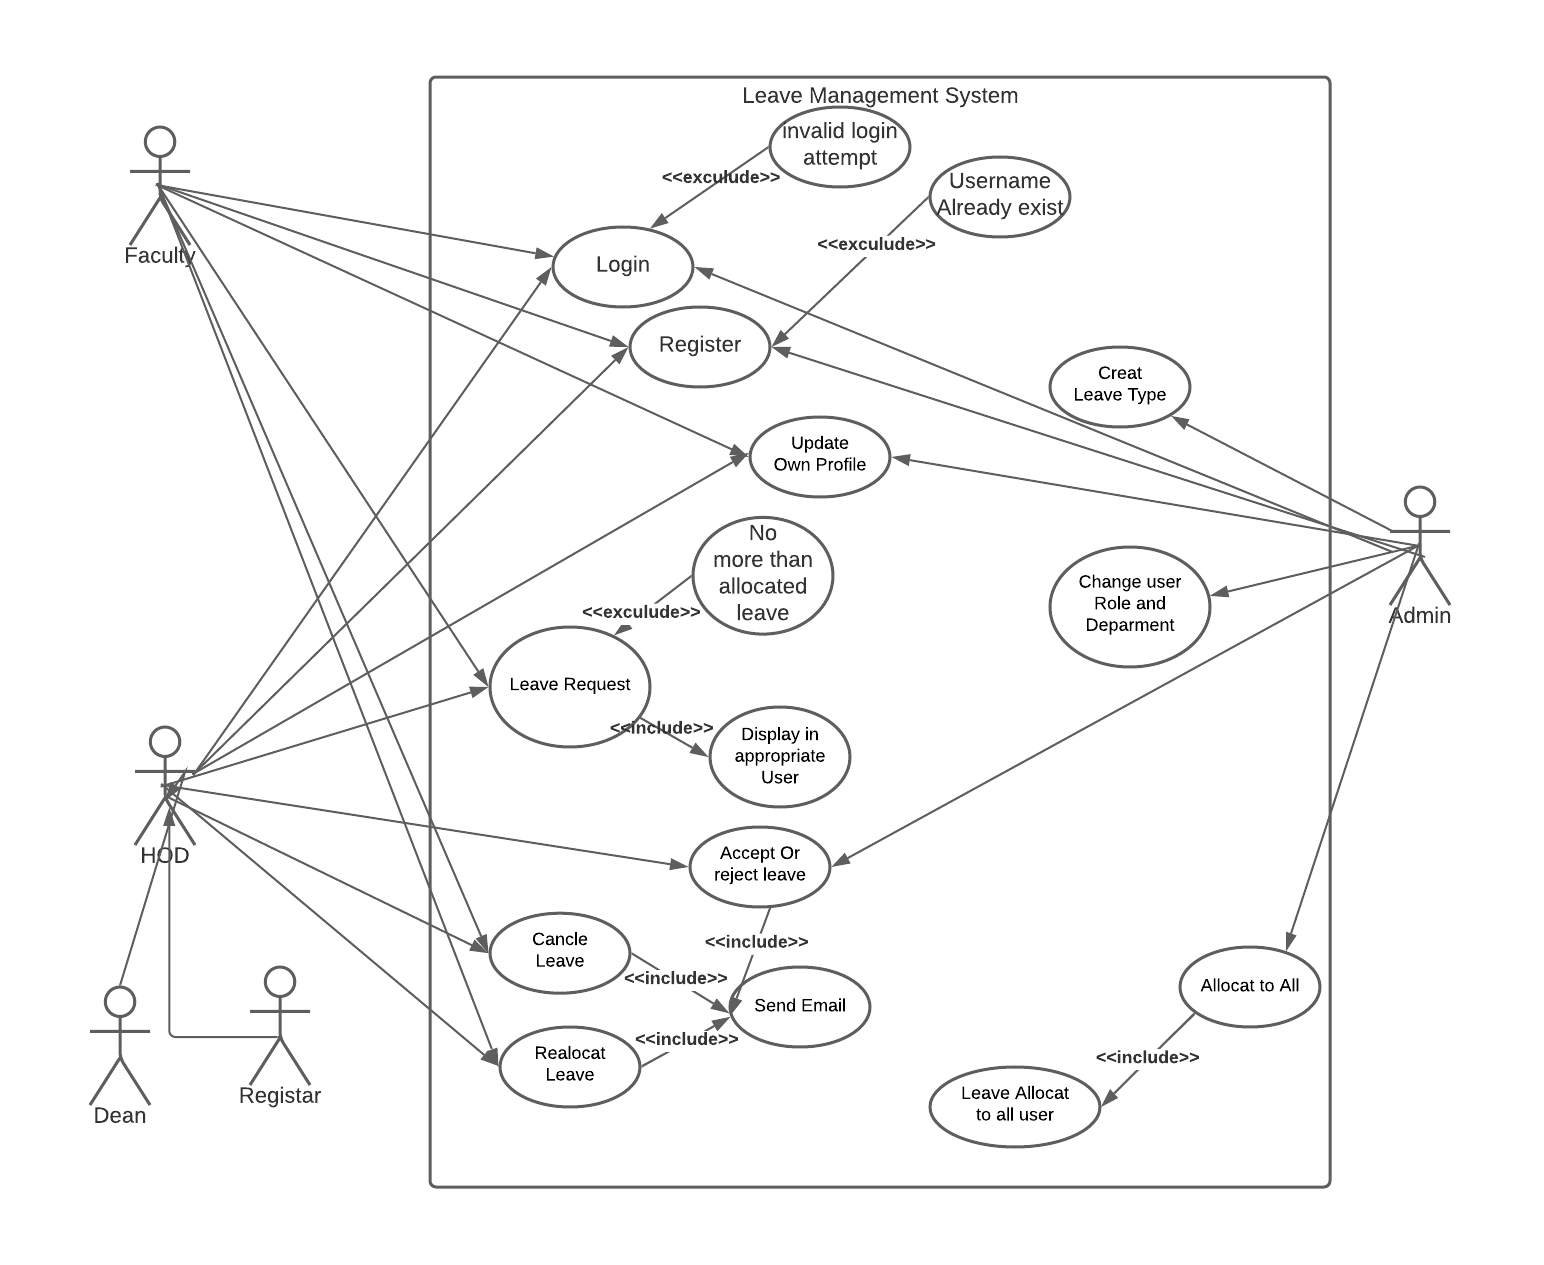 Leave Management System
invalid login
attempt
<<exculude>>
Username
Already exist
<<exculude>>
Faculty
Login
Register
Creat
Leave Type
Update
Own Profile
No
more than
allocated
leave
<<exculude>>
Change user
Role and
Deparment
Admin
Leave Request
<<include>>
Display in
appropriate
User
HOD
Accept Or
reject leave
<<include>>
Cancle
Leave
<<include>>
Send Email
Allocat to All
<<include>>
Realocat
Leave
<<include>>
Leave Allocat
to all user
Registar
Dean